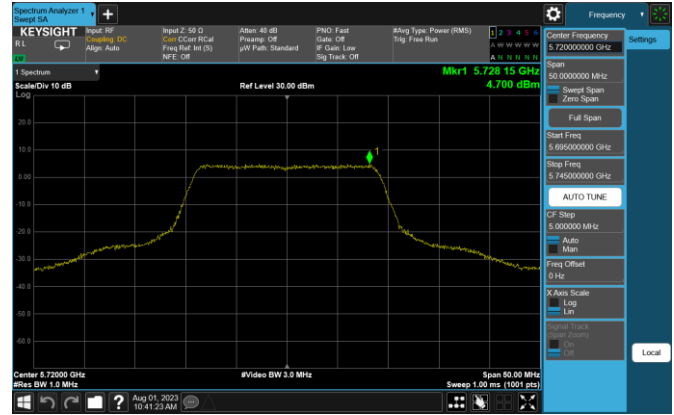 Spectrum Analyzer 1
Swept SA
+
Frequency
KEYSIGHT
RL
Input: RF
Coupling: DC
Align: Auto
Input Z: 50 Ω
Corr CCorr RCal
Freq Ref: Int (S)
NFE: Off
Atten: 40 dB
Preamp: Off
µW Path: Standard
PNO: Fast
Gate: Off
IF Gain: Low
Sig Track: Off
#Avg Type: Power (RMS)
Trig: Free Run
1 2 3 4 5 6
A W W W W W
A N N N N N
1 Spectrum
Scale/Div 10 dB
Log
Ref Level 30.00 dBm
Mkr1 5.728 15 GHz
4.700 dBm
1
20.0
10.0
0.00
-10.0
-20.0
-30.0
-40.0
-50.0
-60.0
Center 5.72000 GHz
#Res BW 1.0 MHz
#Video BW 3.0 MHz
Span 50.00 MHz
Sweep 1.00 ms (1001 pts)
?
Aug 01, 2023
10:41:23 AM
Center Frequency
5.720000000 GHz
Settings
Span
50.0000000 MHz
Swept Span
Zero Span
Full Span
Start Freq
5.695000000 GHz
Stop Freq
5.745000000 GHz
AUTO TUNE
CF Step
5.000000 MHz
Auto
Man
Freq Offset
0 Hz
X Axis Scale
Log
Lin
Signal Track
(Span Zoom)
On
Off
Local